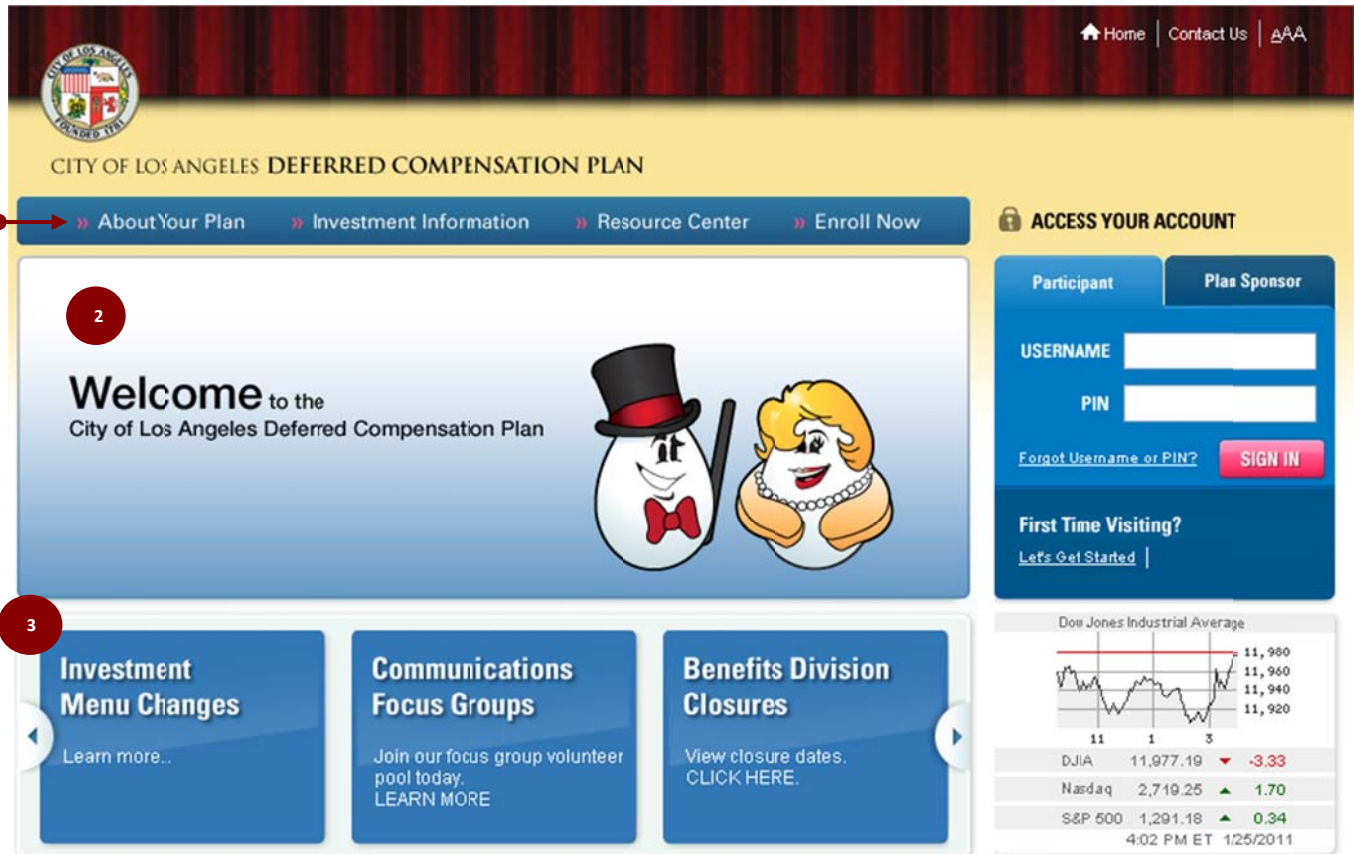 Home | Contact Us | AAA
CITY OF LOS ANGELES
FOUNDED 1781
CITY OF LOS ANGELES DEFERRED COMPENSATION PLAN
» About Your Plan » Investment Information » Resource Center » Enroll Now
ACCESS YOUR ACCOUNT
Participant Plan Sponsor
USERNAME
PIN
Forgot Username or PIN? SIGN IN
First Time Visiting?
Let's Get Started |
2
Welcome to the
City of Los Angeles Deferred Compensation Plan
3
Investment
Menu Changes
Learn more..
Communications
Focus Groups
Join our focus group volunteer
pool today.
LEARN MORE
Benefits Division
Closures
View closure dates.
CLICK HERE.
Dow Jones Industrial Average
11,980
11,960
11,940
11,920
11 1 3
DJIA 11,977.19 ▼ -3.33
Nasdaq 2,719.25 ▲ 1.70
S&P 500 1,291.18 ▲ 0.34
4:02 PM ET 1/25/2011